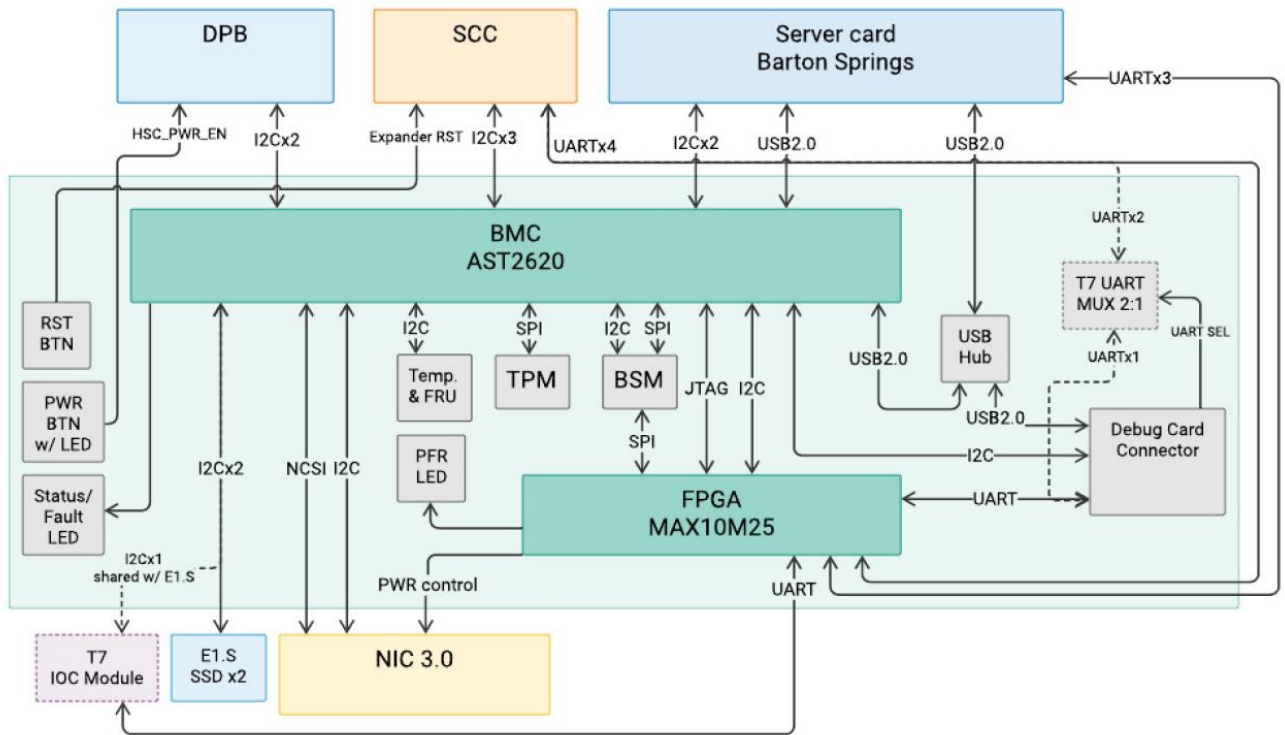 DPB
SCC
Server card
Barton Springs
UARTx3
HSC_PWR_EN
I2Cx2
Expander RST
I2Cx3
UARTx4
I2Cx2
USB2.0
USB2.0
BMC
AST2620
UARTx2
T7 UART
MUX 2:1
RST
BTN
I2C
SPI
I2C
SPI
USB2.0
USB
Hub
UARTx1
UART SEL
Temp.
& FRU
TPM
BSM
JTAG
I2C
PWR
BTN
w/ LED
USB2.0
Debug Card
Connector
SPI
I2C
PFR
LED
I2Cx2
NCSI
I2C
Status/
Fault
LED
FPGA
MAX10M25
UART
I2Cx1
shared w/ E1.S
PWR control
UART
T7
IOC Module
E1.S
SSD x2
NIC 3.0